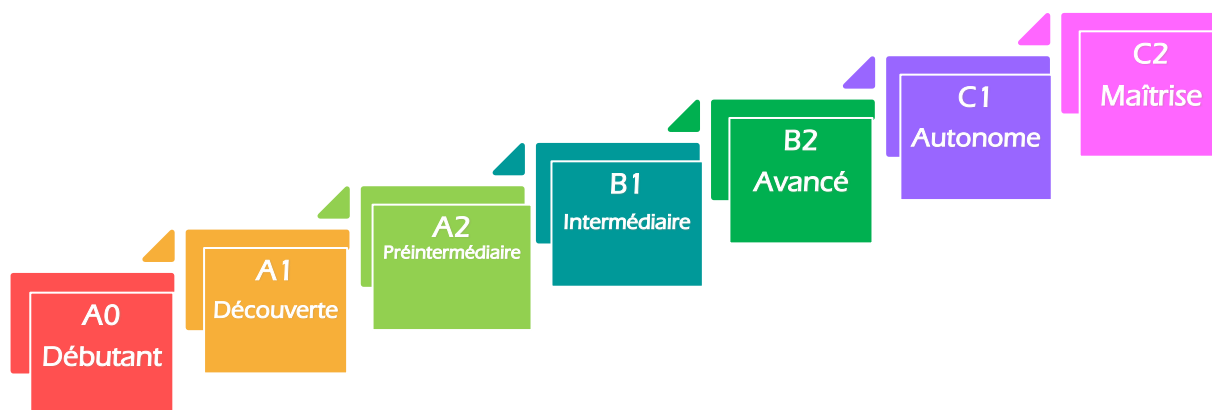 A0
Débutant
A1
Découverte
A2
Préintermédiaire
B1
Intermédiaire
B2
Avancé
C1
Autonome
C2
Maîtrise